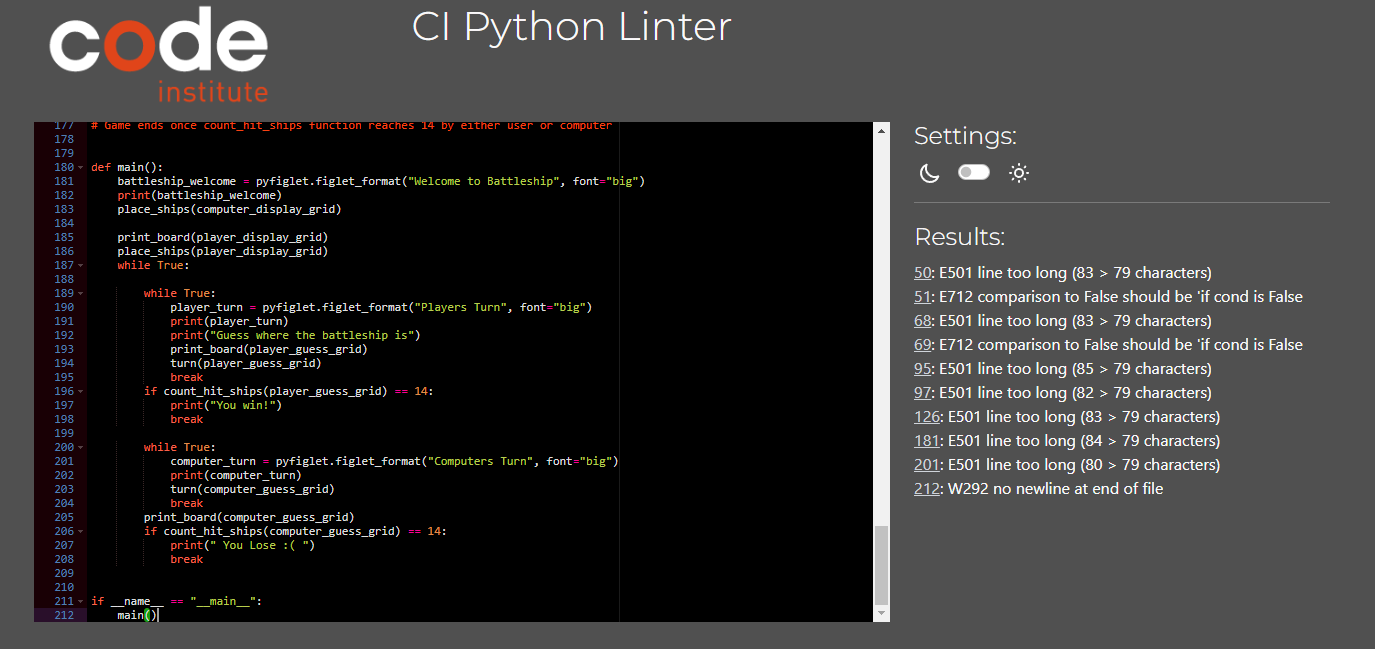 code
institute
CI Python Linter
177 # Game ends once count_hit_ships function reaches 14 by either user or computer
178
179
180 def main():
181     battleship_welcome = pyfiglet.figlet_format("Welcome to Battleship", font="big")
182     print(battleship_welcome)
183     place_ships(computer_display_grid)
184
185     print_board(player_display_grid)
186     place_ships(player_display_grid)
187     while True:
188
189         while True:
190             player_turn = pyfiglet.figlet_format("Players Turn", font="big")
191             print(player_turn)
192             print("Guess where the battleship is")
193             print_board(player_guess_grid)
194             turn(player_guess_grid)
195             break
196         if count_hit_ships(player_guess_grid) == 14:
197             print("You win!")
198             break
199
200         while True:
201             computer_turn = pyfiglet.figlet_format("Computers Turn", font="big")
202             print(computer_turn)
203             turn(computer_guess_grid)
204             break
205         print_board(computer_guess_grid)
206         if count_hit_ships(computer_guess_grid) == 14:
207             print(" You Lose :( ")
208             break
209
210
211 if __name__ == "__main__":
212     main()
Settings:
Results:
50: E501 line too long (83 > 79 characters)
51: E712 comparison to False should be 'if cond is False
68: E501 line too long (83 > 79 characters)
69: E712 comparison to False should be 'if cond is False
95: E501 line too long (85 > 79 characters)
97: E501 line too long (82 > 79 characters)
126: E501 line too long (83 > 79 characters)
181: E501 line too long (84 > 79 characters)
201: E501 line too long (80 > 79 characters)
212: W292 no newline at end of file